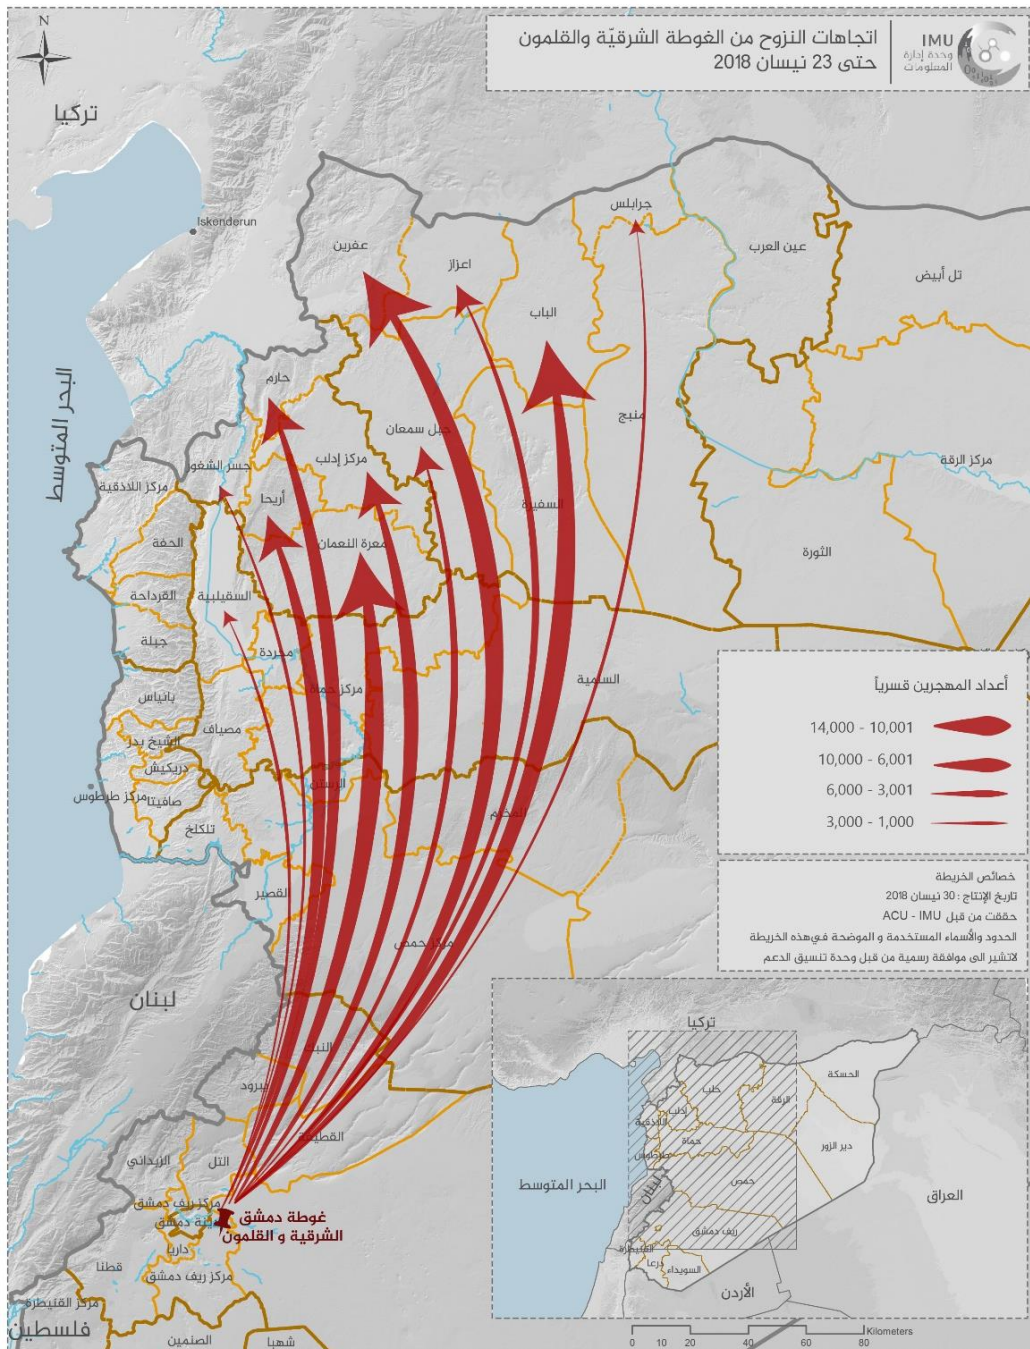 اتجاهات النزوح من الغوطة الشرقيّة والقلمون
حتى 23 نيسان 2018
IMU
وحدة إدارة
المعلومات
N
تركيا
Iskenderun
البحر المتوسط
جرابلس
عفرين
اعزاز
عين العرب
تل أبيض
الباب
حارم
منبج
جبل سمعان
مركز إدلب
جسر الشغور
مركز اللاذقية
مركز الرقة
أريحا
السفيرة
معرة النعمان
الحفة
الثورة
السقيلبية
القرداحة
جبلة
محردة
السلمية
مركز حماة
بانياس
مصياف
الشيخ بدر
دريكيش
الرستن
مركز طرطوس
صافيتا
المخرم
تلكلخ
القصير
مركز حمص
لبنان
النبك
يبرود
القطيفة
التل
الزبداني
مركز ريف دمشق
مدينة دمشق
غوطة دمشق
الشرقية و القلمون
داريا
قطنا
مركز ريف دمشق
مركز القنيطرة
فلسطين
الصنمين
شهبا
أعداد المهجرين قسرياً
14,000 - 10,001
10,000 - 6,001
6,000 - 3,001
3,000 - 1,000
خصائص الخريطة
تاريخ الإنتاج : 30 نيسان 2018
حققت من قبل ACU - IMU
الحدود والأسماء المستخدمة و الموضحة في هذه الخريطة
لاتشير الى موافقة رسمية من قبل وحدة تنسيق الدعم
تركيا
الحسكة
حلب
الرقة
إدلب
اللاذقية
حماة
دير الزور
طرطوس
حمص
لبنان
البحر المتوسط
العراق
ريف دمشق
القنيطرة
درعا
السويداء
الأردن
Kilometers
0 10 20 40 60 80